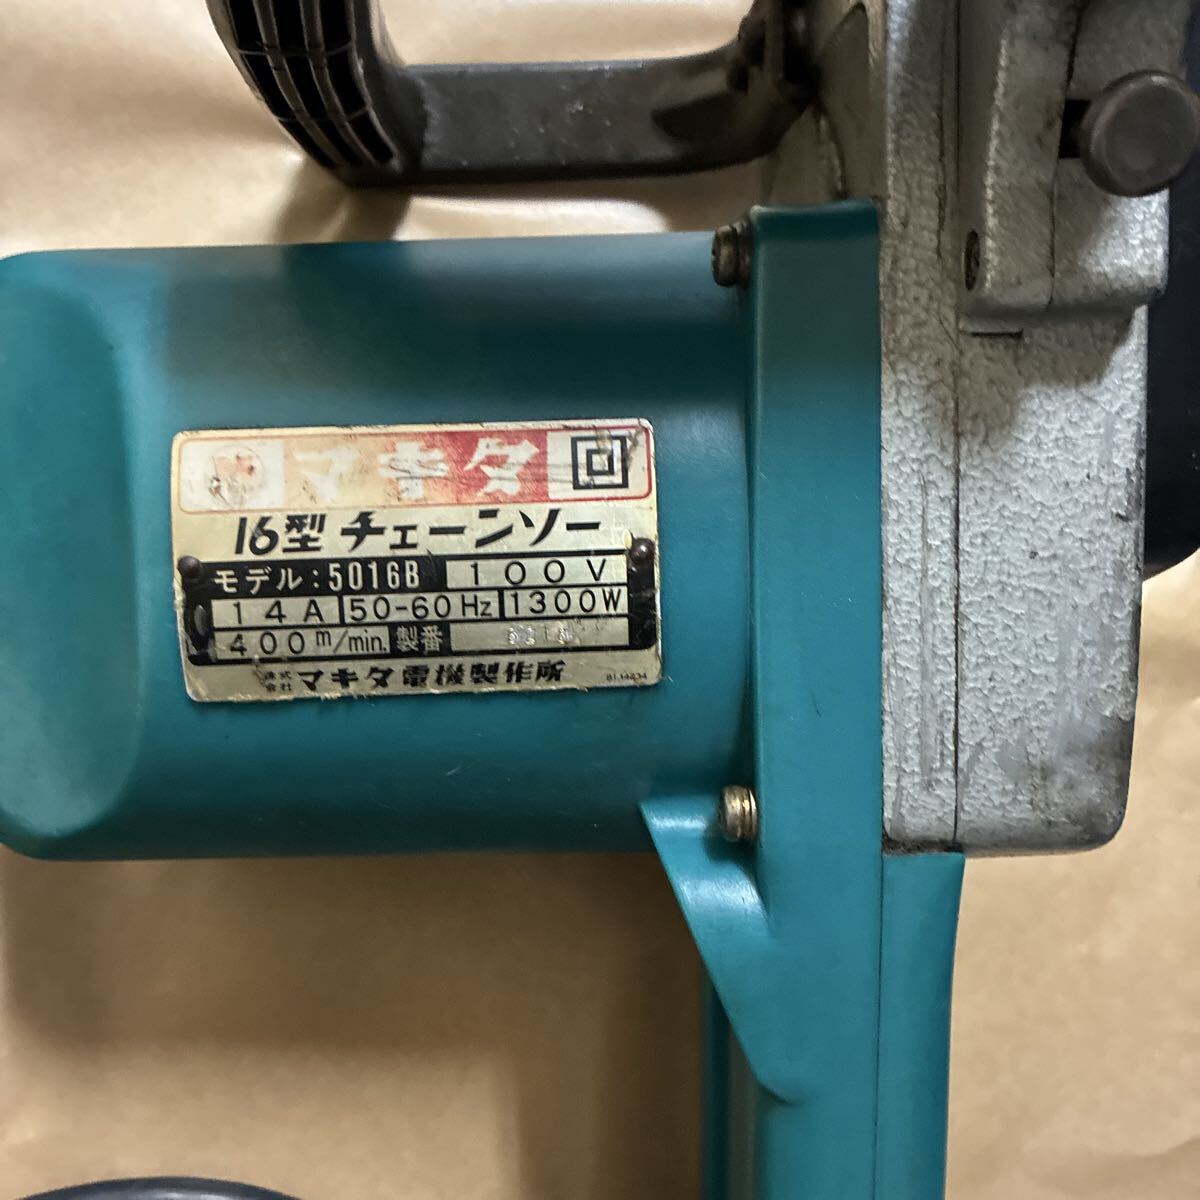 マキタ
16型 チェーンソー
モデル:5016B 100V
14A 50-60Hz 1300W
400m/min. 製番
株式会社 マキタ電機製作所